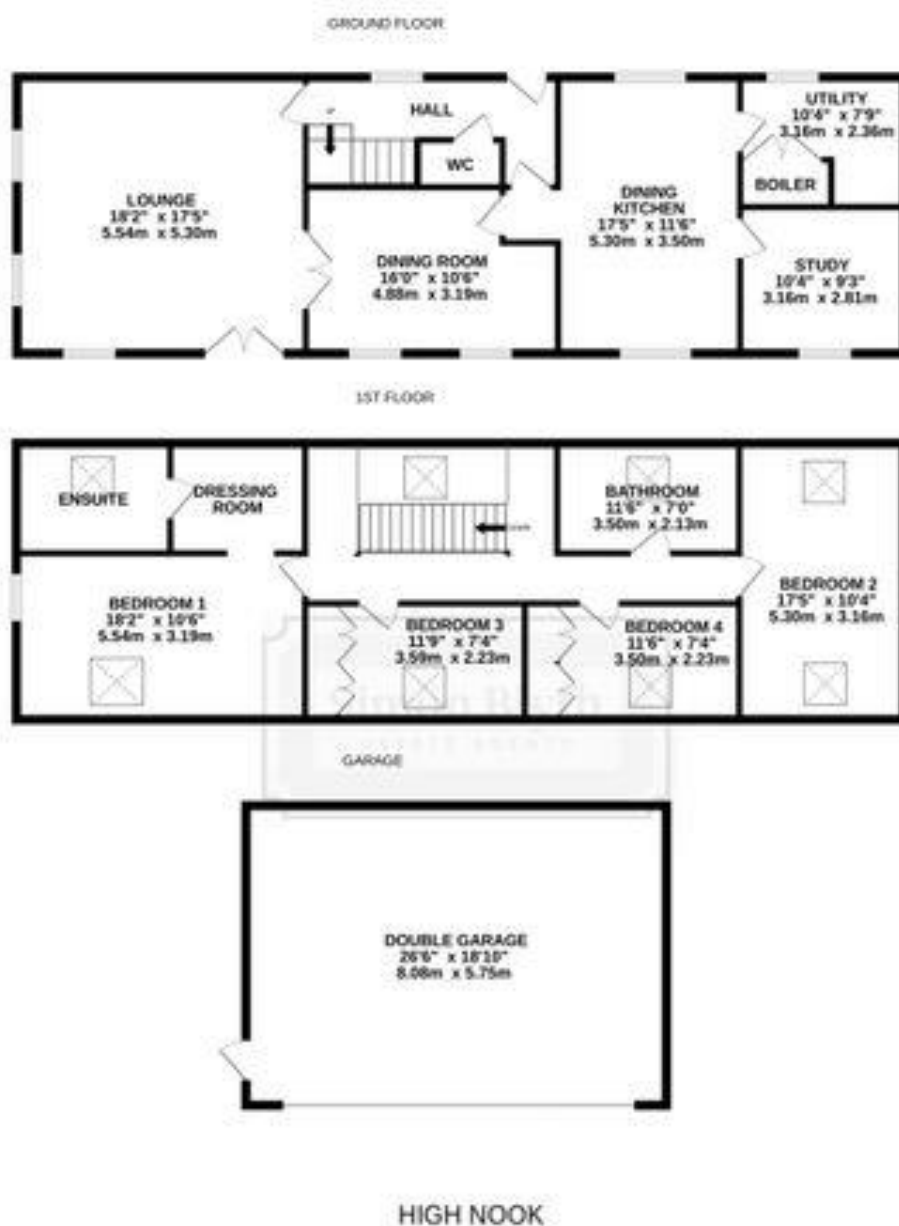 GROUND FLOOR
HALL
UTILITY
10'4" x 7'9"
3.16m x 2.36m
WC
BOILER
LOUNGE
18'2" x 17'5"
5.54m x 5.30m
DINING
KITCHEN
17'5" x 11'6"
5.30m x 3.50m
DINING ROOM
16'0" x 10'6"
4.88m x 3.19m
STUDY
10'4" x 9'3"
3.16m x 2.81m
1ST FLOOR
ENSUITE
DRESSING
ROOM
BATHROOM
11'6" x 7'0"
3.50m x 2.13m
BEDROOM 2
17'5" x 10'4"
5.30m x 3.16m
BEDROOM 1
18'2" x 10'6"
5.54m x 3.19m
BEDROOM 3
11'9" x 7'4"
3.59m x 2.23m
BEDROOM 4
11'6" x 7'4"
3.50m x 2.23m
Simon Blyth
ESTATE AGENTS
GARAGE
DOUBLE GARAGE
26'6" x 18'10"
8.08m x 5.75m
HIGH NOOK